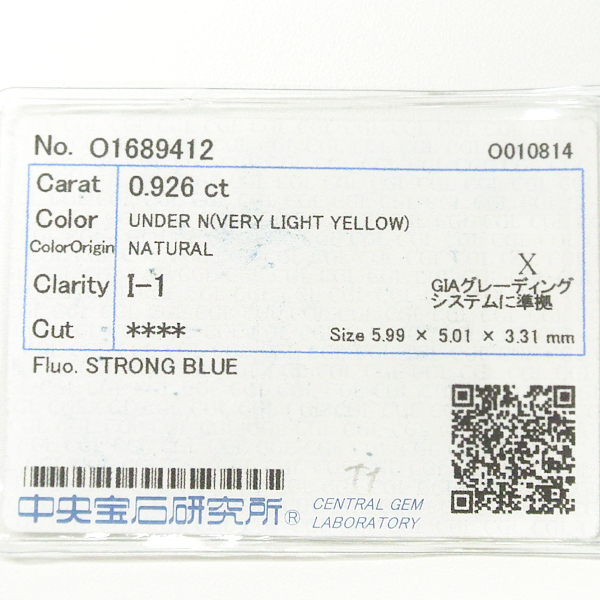 No. O1689412 O010814
Carat 0.926 ct
Color UNDER N(VERY LIGHT YELLOW)
ColorOrigin NATURAL
X
Clarity I-1 GIAグレーディング
システムに準拠
Cut **** Size 5.99 × 5.01 × 3.31 mm
Fluo. STRONG BLUE
中央宝石研究所® CENTRAL GEM
LABORATORY